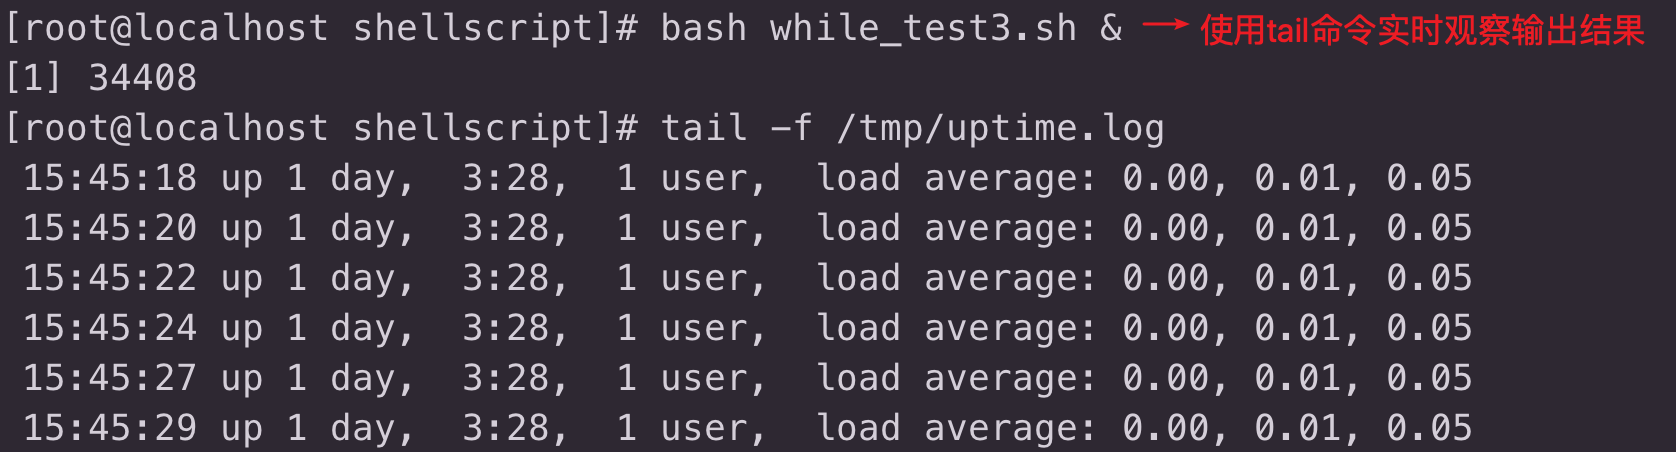 [root@localhost shellscript]# bash while_test3.sh & 使用tail命令实时观察输出结果
[1] 34408
[root@localhost shellscript]# tail -f /tmp/uptime.log
 15:45:18 up 1 day,  3:28,  1 user,  load average: 0.00, 0.01, 0.05
 15:45:20 up 1 day,  3:28,  1 user,  load average: 0.00, 0.01, 0.05
 15:45:22 up 1 day,  3:28,  1 user,  load average: 0.00, 0.01, 0.05
 15:45:24 up 1 day,  3:28,  1 user,  load average: 0.00, 0.01, 0.05
 15:45:27 up 1 day,  3:28,  1 user,  load average: 0.00, 0.01, 0.05
 15:45:29 up 1 day,  3:28,  1 user,  load average: 0.00, 0.01, 0.05